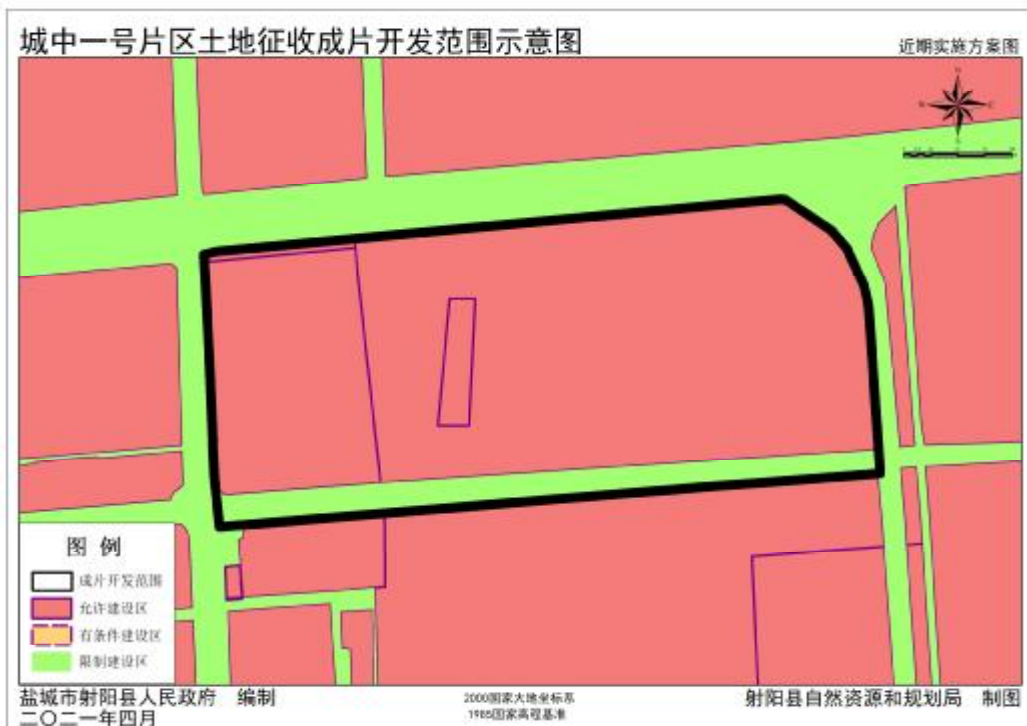 城中一号片区土地征收成片开发范围示意图
近期实施方案图
图 例
成片开发范围
允许建设区
有条件建设区
限制建设区
盐城市射阳县人民政府 编制
二〇二一年四月
2000国家大地坐标系
1985国家高程基准
射阳县自然资源和规划局 制图